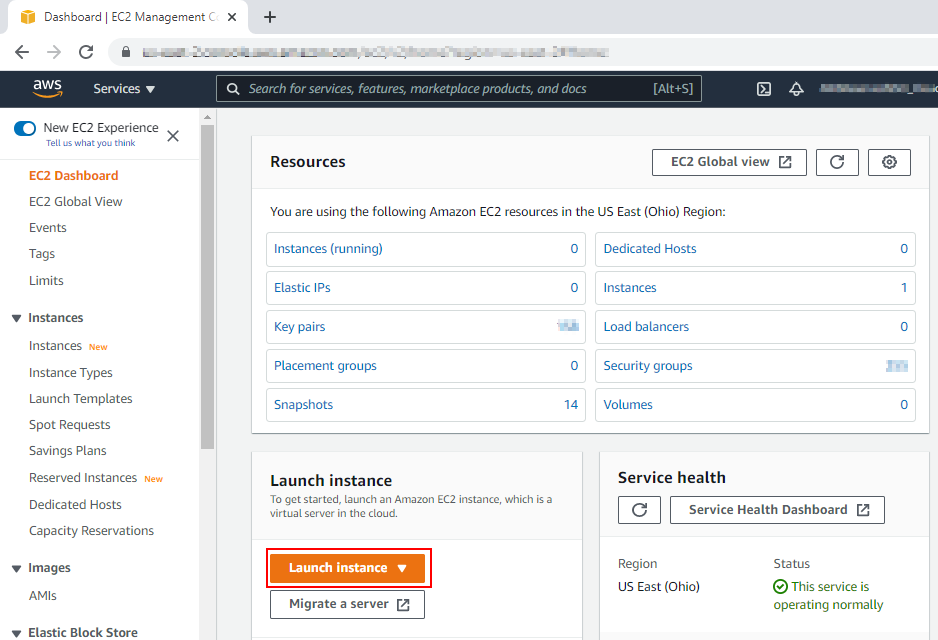 Dashboard | EC2 Management C
aws
Services
Search for services, features, marketplace products, and docs
[Alt+S]
New EC2 Experience
Tell us what you think
EC2 Dashboard
EC2 Global View
Events
Tags
Limits
Instances
Instances New
Instance Types
Launch Templates
Spot Requests
Savings Plans
Reserved Instances New
Dedicated Hosts
Capacity Reservations
Images
AMIs
Elastic Block Store
Resources
EC2 Global view
You are using the following Amazon EC2 resources in the US East (Ohio) Region:
Instances (running) 0
Dedicated Hosts 0
Elastic IPs 0
Instances 1
Key pairs
Load balancers 0
Placement groups 0
Security groups
Snapshots 14
Volumes 0
Launch instance
To get started, launch an Amazon EC2 instance, which is a
virtual server in the cloud.
Launch instance
Migrate a server
Service health
Service Health Dashboard
Region
US East (Ohio)
Status
This service is
operating normally